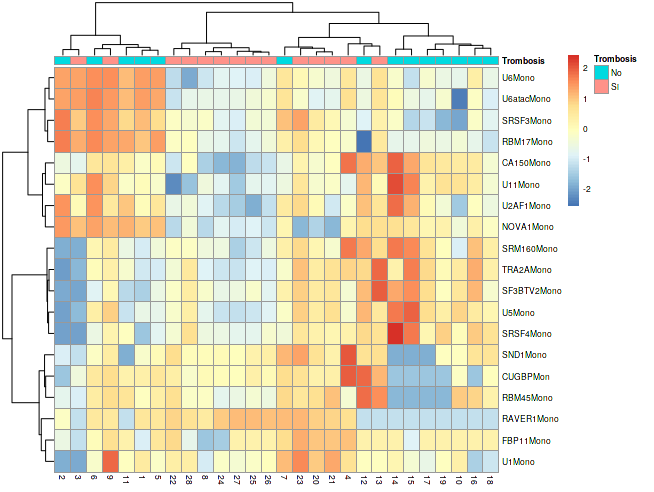 Trombosis
Trombosis
No
SI
2
1
0
-1
-2
U6Mono
U6atacMono
SRSF3Mono
RBM17Mono
CA150Mono
U11Mono
U2AF1Mono
NOVA1Mono
SRM160Mono
TRA2AMono
SF3BTV2Mono
U5Mono
SRSF4Mono
SND1Mono
CUGBPMon
RBM45Mono
RAVER1Mono
FBP11Mono
U1Mono
2 3 6 9 11 1 5 22 28 8 24 27 25 26 7 23 20 21 4 12 13 14 15 17 19 10 16 18